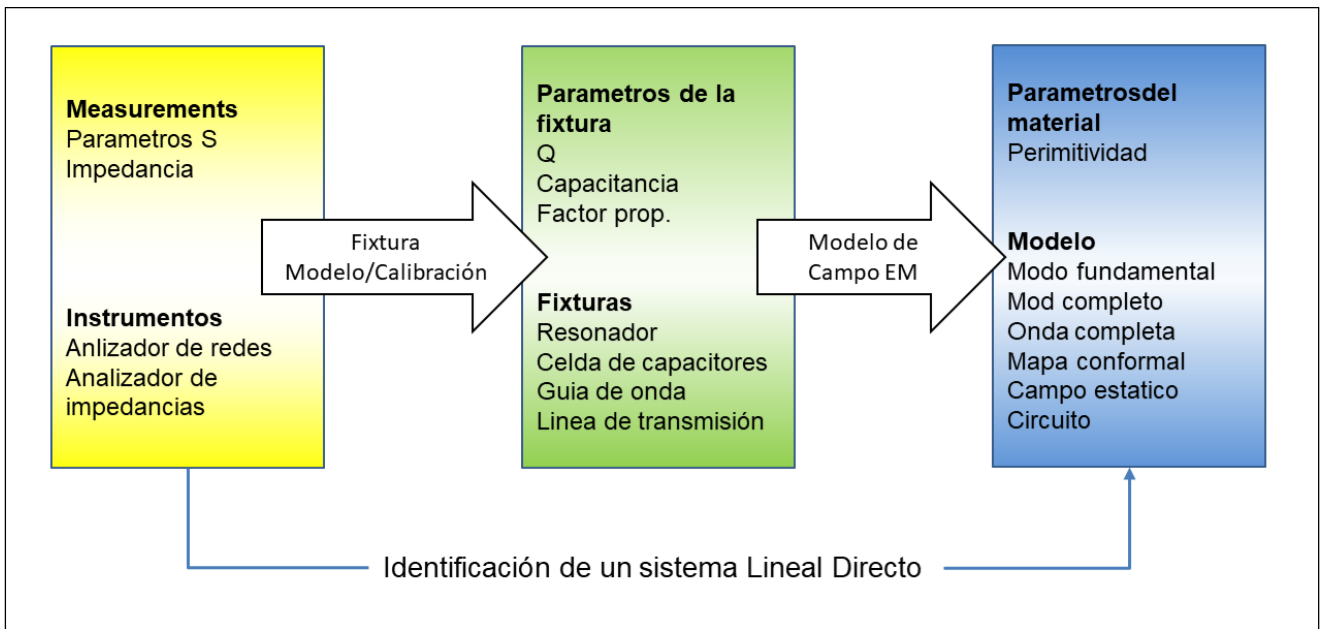 Measurements
Parametros S
Impedancia
Instrumentos
Anlizador de redes
Analizador de
impedancias
Fixtura
Modelo/Calibración
Parametros de la
fixtura
Q
Capacitancia
Factor prop.
Fixturas
Resonador
Celda de capacitores
Guia de onda
Linea de transmisión
Modelo de
Campo EM
Parametrosdel
material
Perimitividad
Modelo
Modo fundamental
Mod completo
Onda completa
Mapa conformal
Campo estatico
Circuito
Identificación de un sistema Lineal Directo